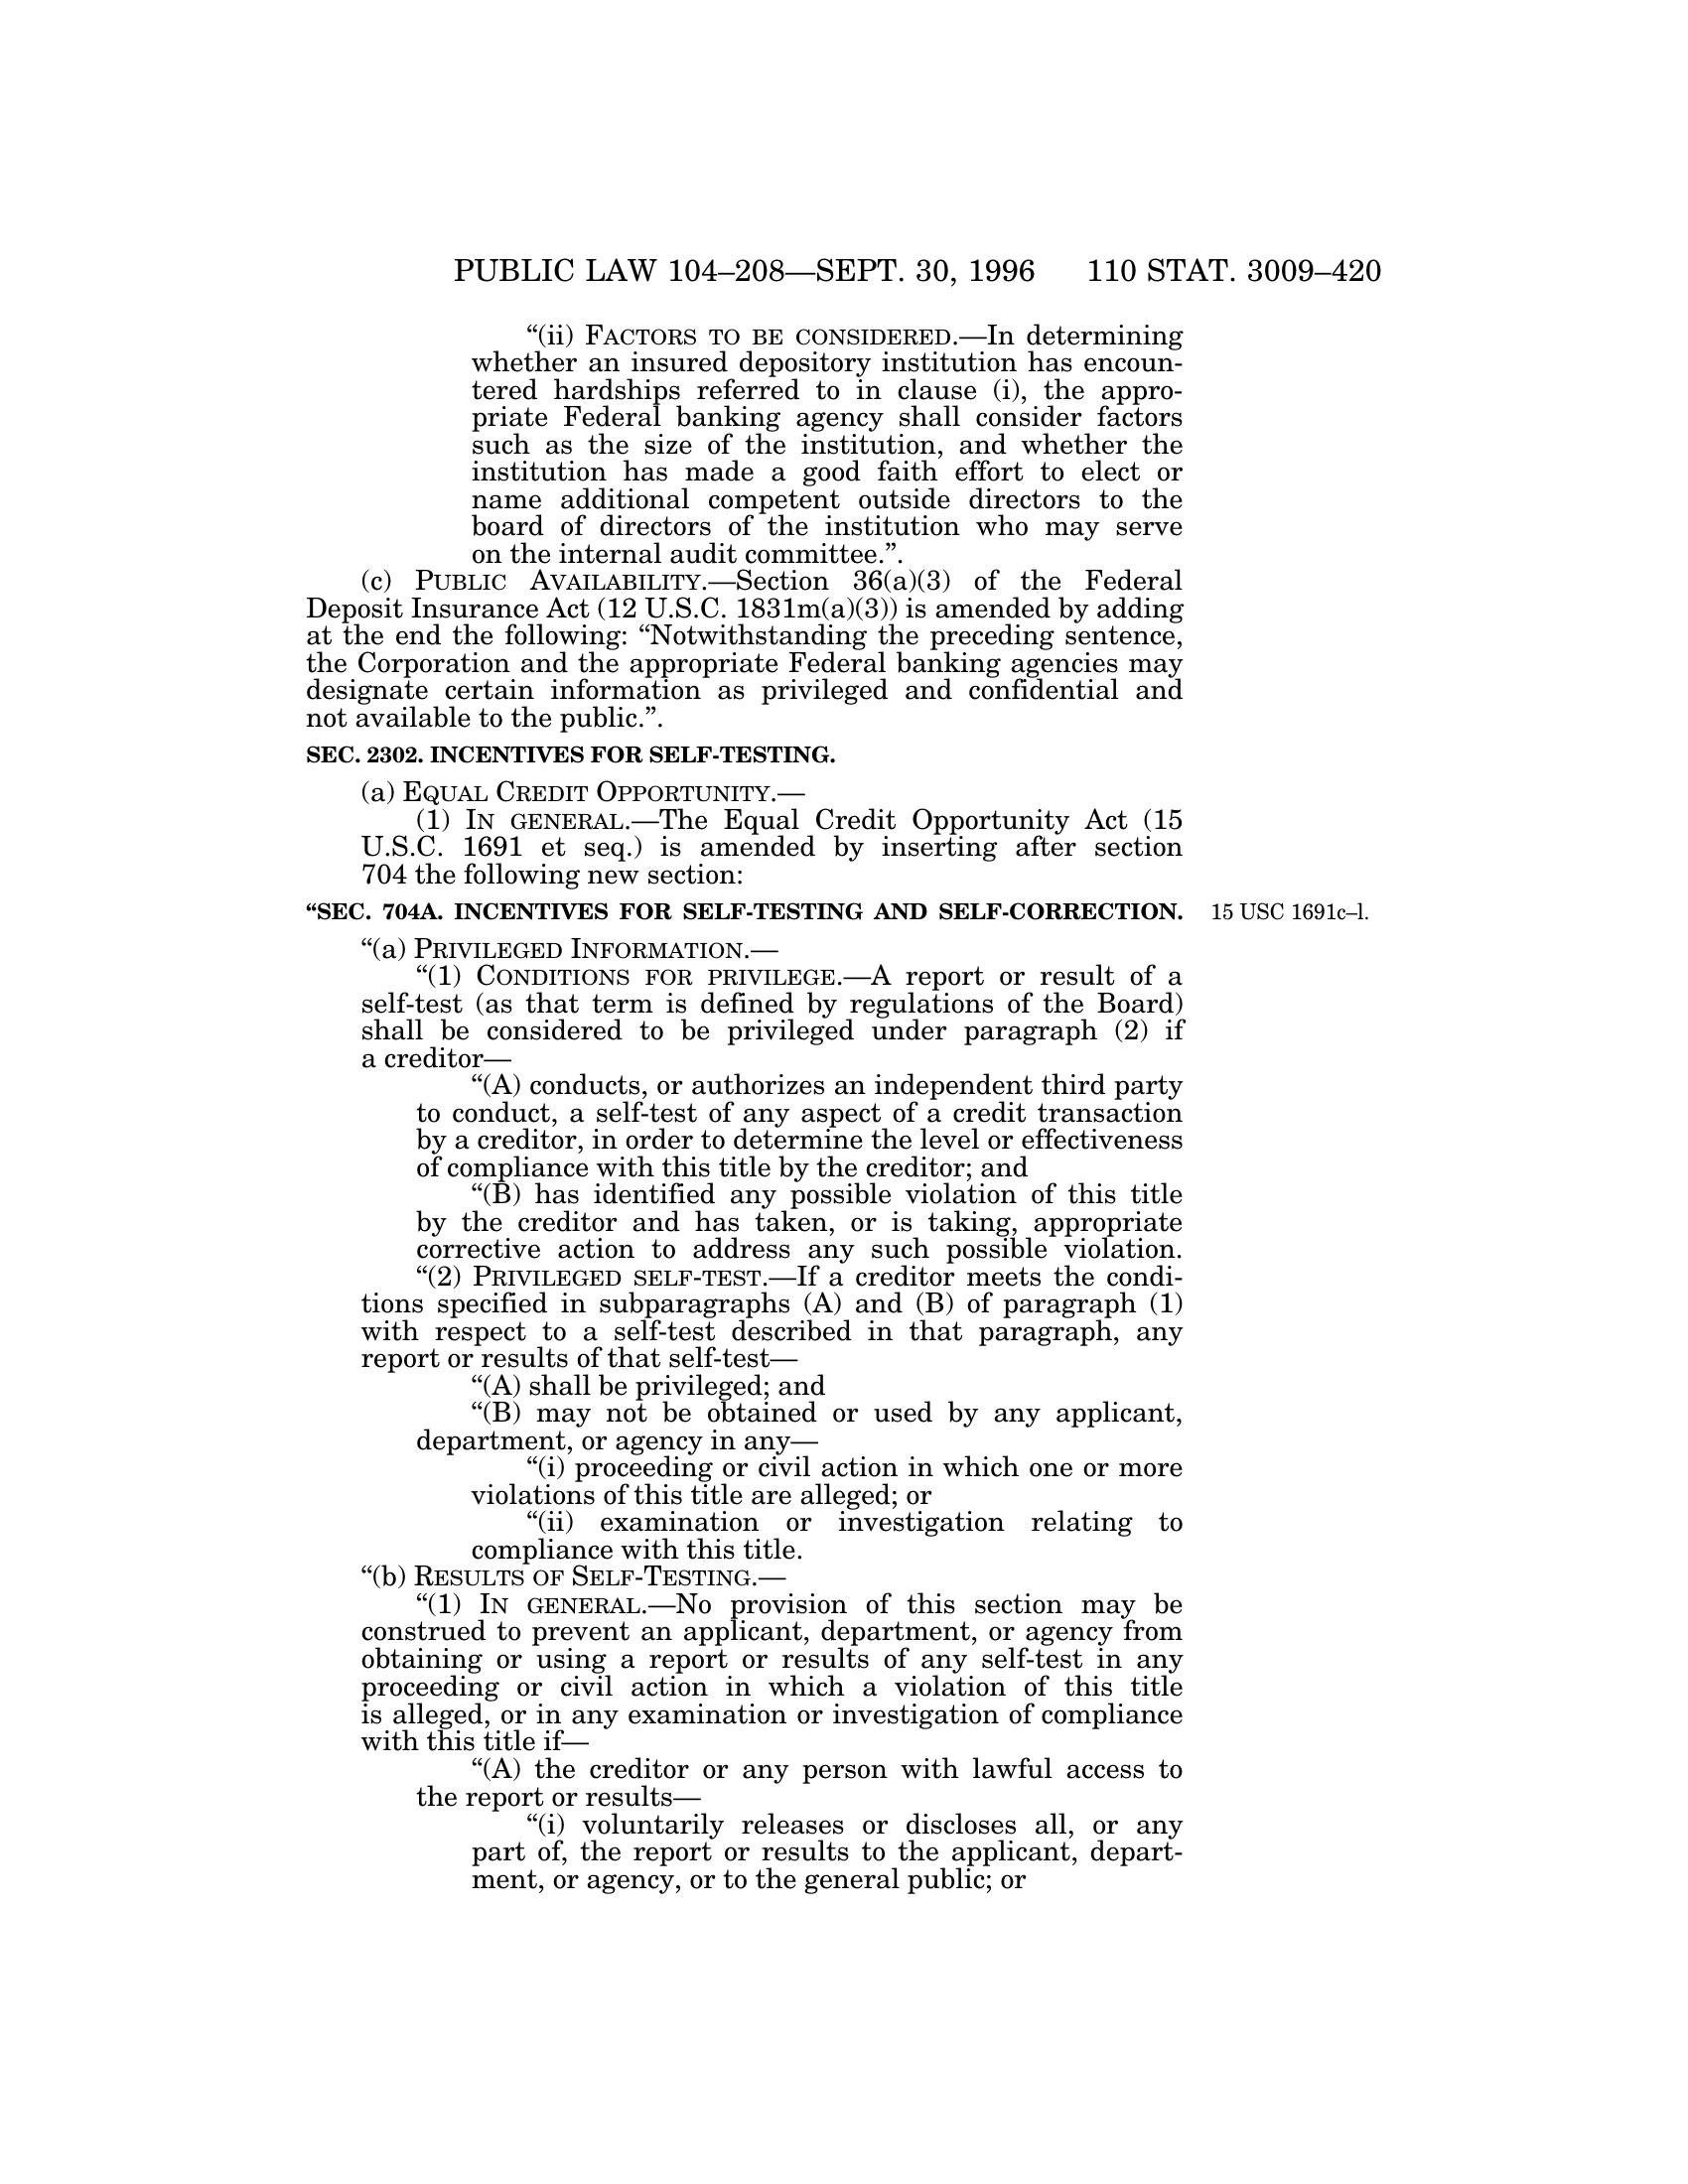 PUBLIC LAW 104–208—SEPT. 30, 1996 110 STAT. 3009–420
“(ii) FACTORS TO BE CONSIDERED.—In determining
whether an insured depository institution has encoun-
tered hardships referred to in clause (i), the appro-
priate Federal banking agency shall consider factors
such as the size of the institution, and whether the
institution has made a good faith effort to elect or
name additional competent outside directors to the
board of directors of the institution who may serve
on the internal audit committee.”.
(c) PUBLIC AVAILABILITY.—Section 36(a)(3) of the Federal
Deposit Insurance Act (12 U.S.C. 1831m(a)(3)) is amended by adding
at the end the following: “Notwithstanding the preceding sentence,
the Corporation and the appropriate Federal banking agencies may
designate certain information as privileged and confidential and
not available to the public.”.
SEC. 2302. INCENTIVES FOR SELF-TESTING.
(a) EQUAL CREDIT OPPORTUNITY.—
(1) IN GENERAL.—The Equal Credit Opportunity Act (15
U.S.C. 1691 et seq.) is amended by inserting after section
704 the following new section:
“SEC. 704A. INCENTIVES FOR SELF-TESTING AND SELF-CORRECTION. 15 USC 1691c–l.
“(a) PRIVILEGED INFORMATION.—
“(1) CONDITIONS FOR PRIVILEGE.—A report or result of a
self-test (as that term is defined by regulations of the Board)
shall be considered to be privileged under paragraph (2) if
a creditor—
“(A) conducts, or authorizes an independent third party
to conduct, a self-test of any aspect of a credit transaction
by a creditor, in order to determine the level or effectiveness
of compliance with this title by the creditor; and
“(B) has identified any possible violation of this title
by the creditor and has taken, or is taking, appropriate
corrective action to address any such possible violation.
“(2) PRIVILEGED SELF-TEST.—If a creditor meets the condi-
tions specified in subparagraphs (A) and (B) of paragraph (1)
with respect to a self-test described in that paragraph, any
report or results of that self-test—
“(A) shall be privileged; and
“(B) may not be obtained or used by any applicant,
department, or agency in any—
“(i) proceeding or civil action in which one or more
violations of this title are alleged; or
“(ii) examination or investigation relating to
compliance with this title.
“(b) RESULTS OF SELF-TESTING.—
“(1) IN GENERAL.—No provision of this section may be
construed to prevent an applicant, department, or agency from
obtaining or using a report or results of any self-test in any
proceeding or civil action in which a violation of this title
is alleged, or in any examination or investigation of compliance
with this title if—
“(A) the creditor or any person with lawful access to
the report or results—
“(i) voluntarily releases or discloses all, or any
part of, the report or results to the applicant, depart-
ment, or agency, or to the general public; or